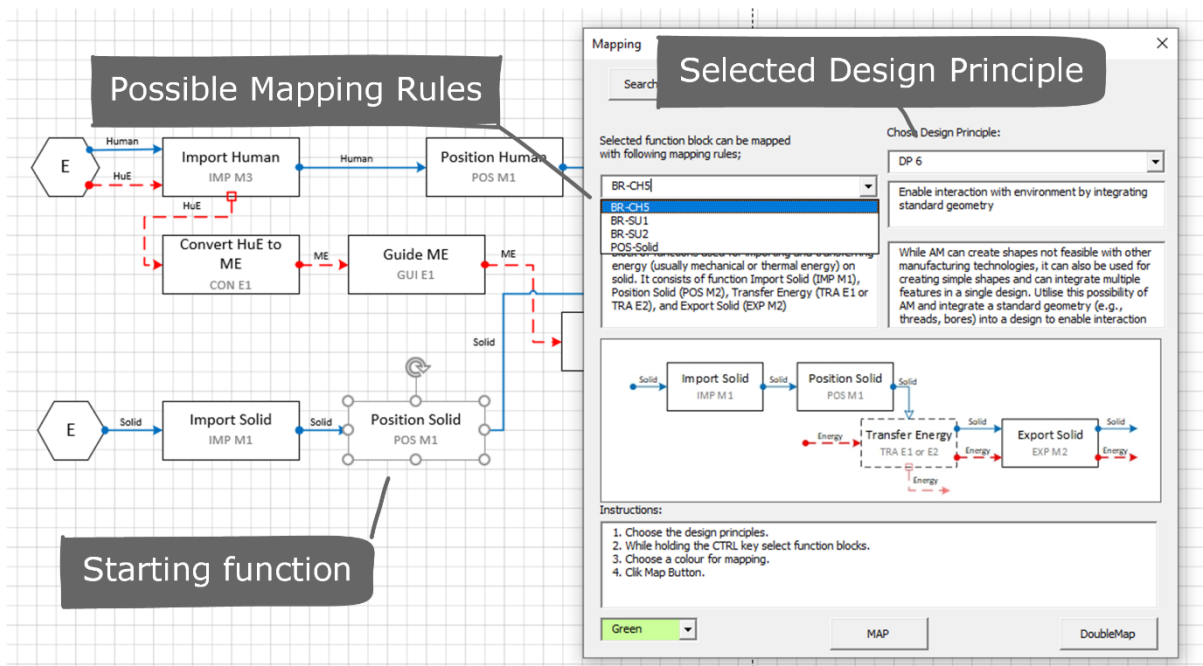 Possible Mapping Rules
Selected Design Principle
Starting function
E
Human
HuE
Import Human
IMP M3
Human
Position Human
POS M1
HuE
Convert HuE to
ME
CON E1
ME
Guide ME
GUI E1
ME
Solid
E
Solid
Import Solid
IMP M1
Solid
Position Solid
POS M1
Mapping
Search
Selected function block can be mapped
with following mapping rules;
BR-CH5
BR-CH5
BR-SU1
BR-SU2
POS-Solid
Block of functions used for importing and transferring
energy (usually mechanical or thermal energy) on
solid. It consists of function Import Solid (IMP M1),
Position Solid (POS M2), Transfer Energy (TRA E1 or
TRA E2), and Export Solid (EXP M2)
Chose Design Principle:
DP 6
Enable interaction with environment by integrating
standard geometry
While AM can create shapes not feasible with other
manufacturing technologies, it can also be used for
creating simple shapes and can integrate multiple
features in a single design. Utilise this possibility of
AM and integrate a standard geometry (e.g.,
threads, bores) into a design to enable interaction
Solid
Import Solid
IMP M1
Solid
Position Solid
POS M1
Solid
Energy
Transfer Energy
TRA E1 or E2
Solid
Energy
Energy
Export Solid
EXP M2
Solid
Energy
Instructions:
1. Choose the design principles.
2. While holding the CTRL key select function blocks.
3. Choose a colour for mapping.
4. Clik Map Button.
Green
MAP
DoubleMap